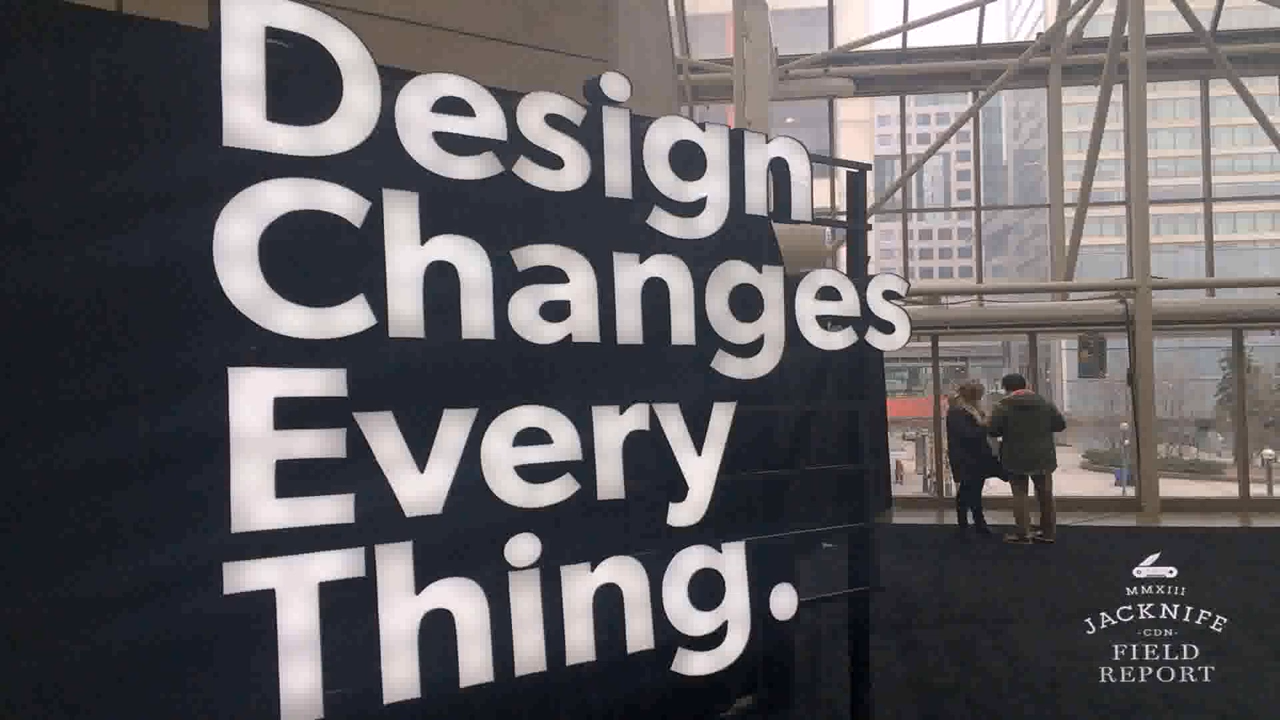 Design
Changes
Every
Thing.
MMXIII
JACKNIFE
-CDN-
FIELD
REPORT